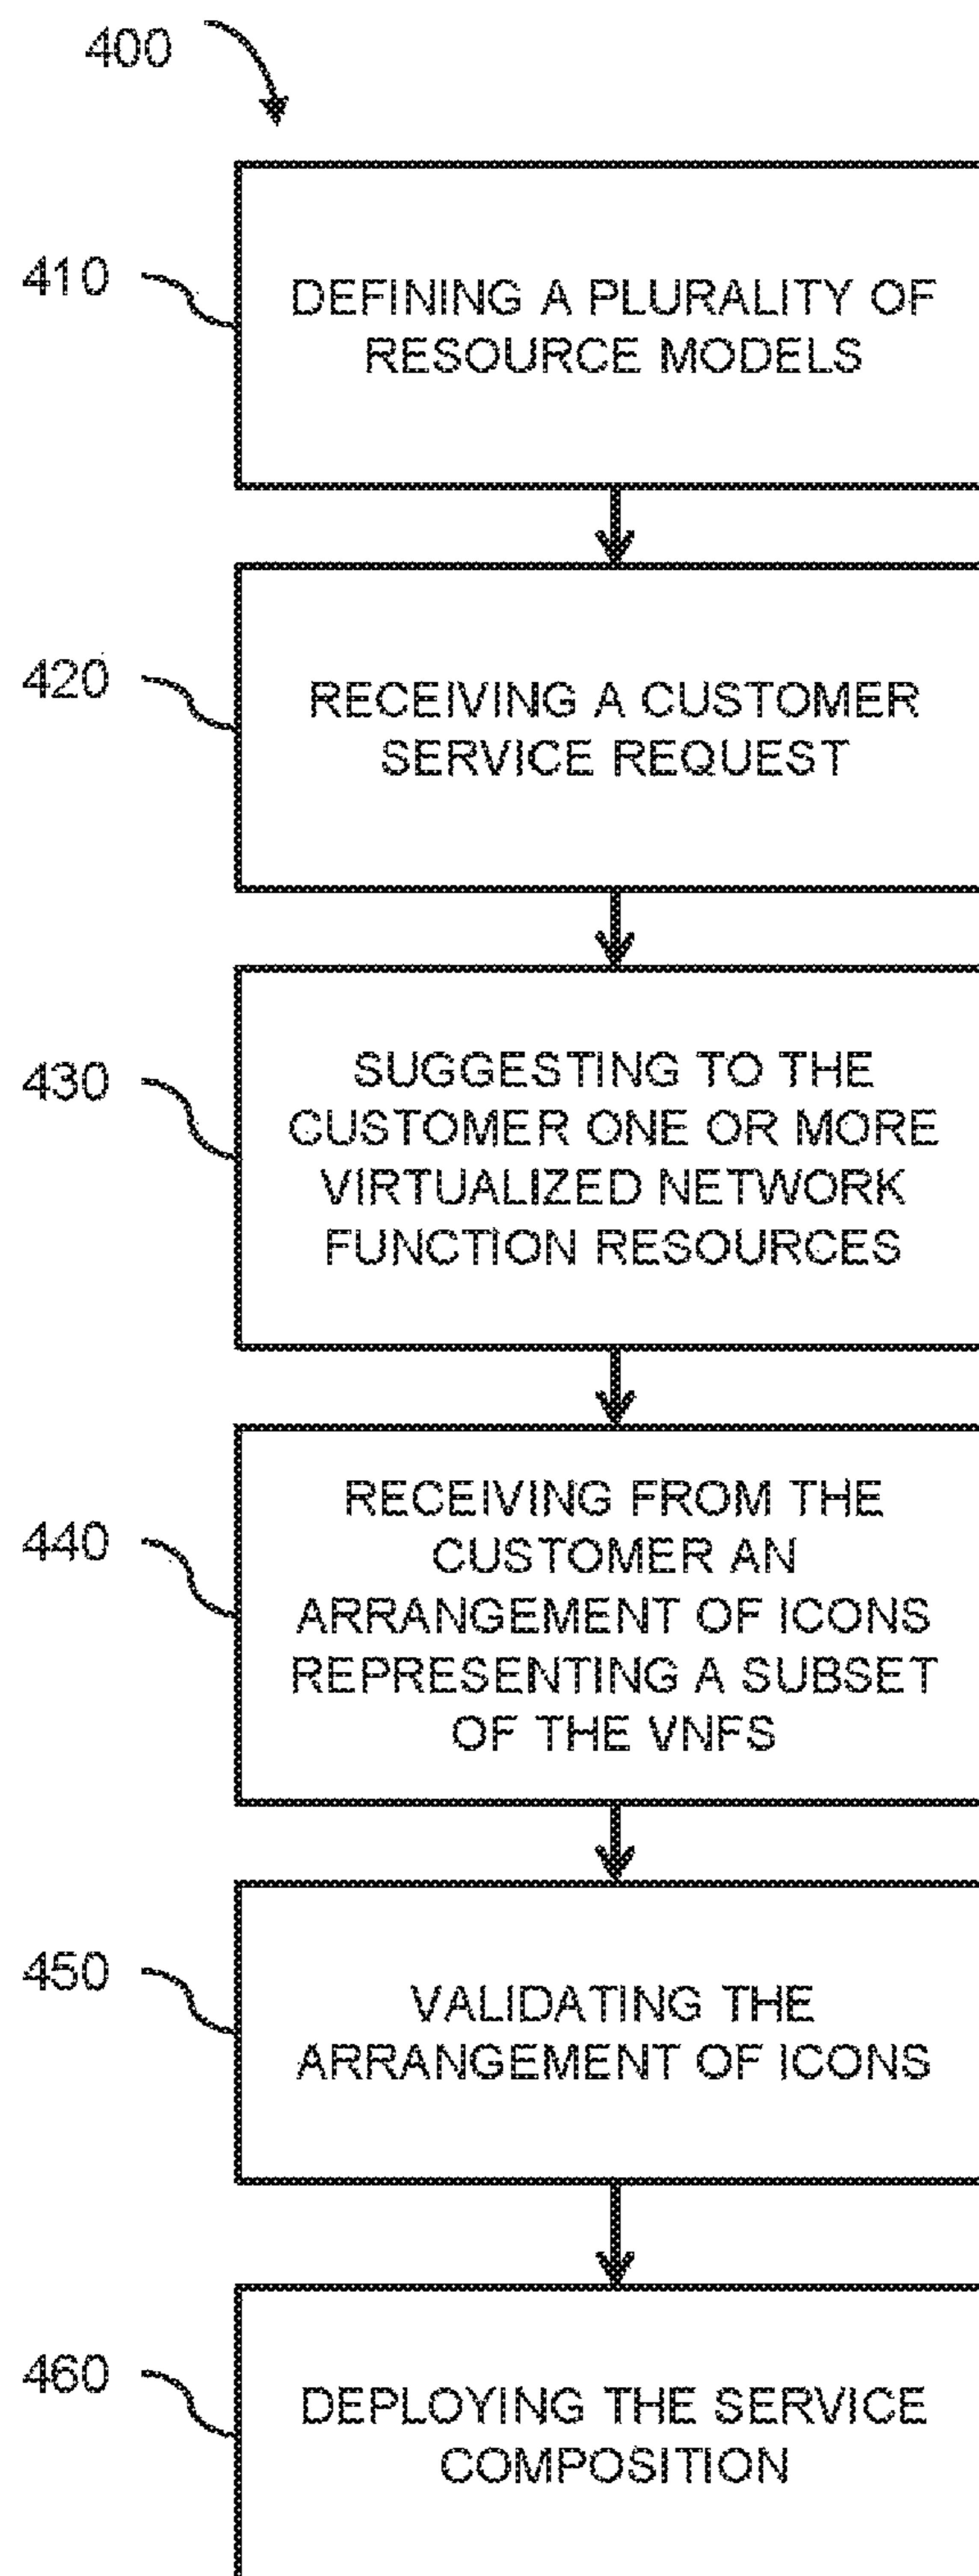 400
410
DEFINING A PLURALITY OF
RESOURCE MODELS
420
RECEIVING A CUSTOMER
SERVICE REQUEST
430
SUGGESTING TO THE
CUSTOMER ONE OR MORE
VIRTUALIZED NETWORK
FUNCTION RESOURCES
440
RECEIVING FROM THE
CUSTOMER AN
ARRANGEMENT OF ICONS
REPRESENTING A SUBSET
OF THE VNFS
450
VALIDATING THE
ARRANGEMENT OF ICONS
460
DEPLOYING THE SERVICE
COMPOSITION